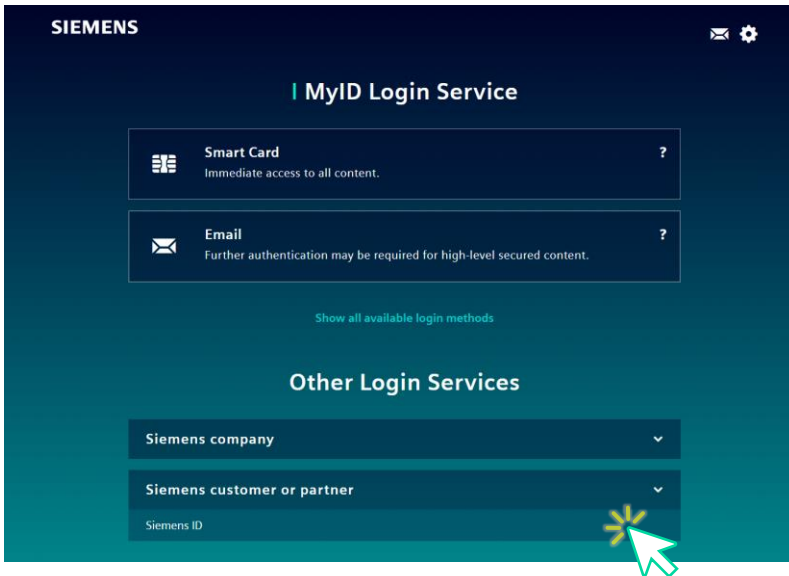 SIEMENS
MyID Login Service
Smart Card
?
Immediate access to all content.
Email
?
Further authentication may be required for high-level secured content.
Show all available login methods
Other Login Services
Siemens company
Siemens customer or partner
Siemens ID